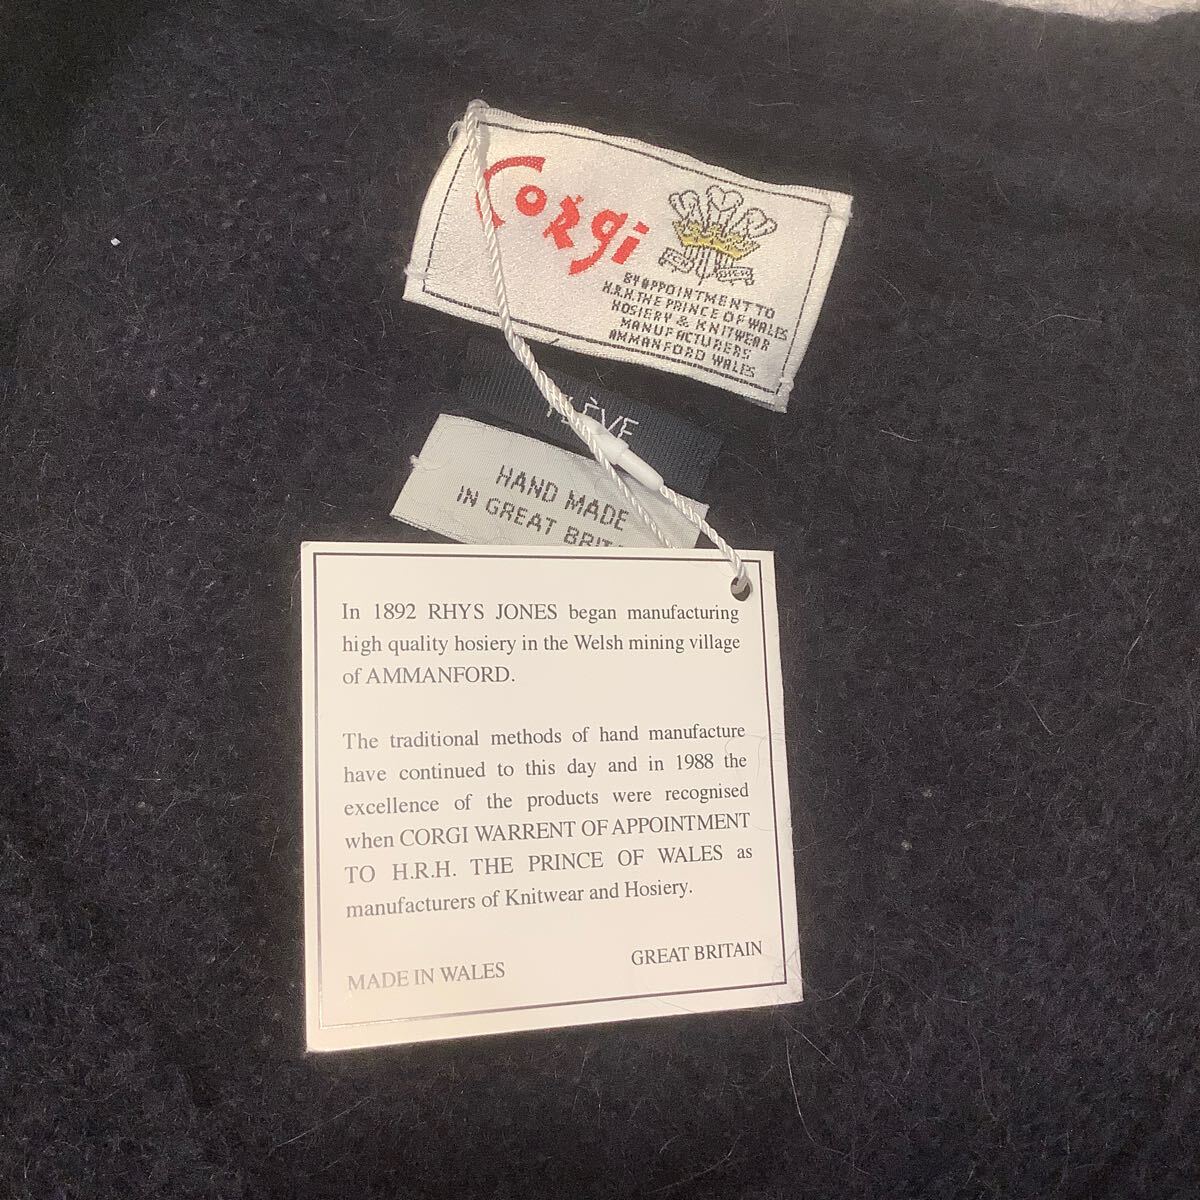 Corgi
BY APPOINTMENT TO
H.R.H. THE PRINCE OF WALES
HOSIERY & KNITWEAR
MANUFACTURERS
AMMANFORD WALES
HAND MADE
IN GREAT
In 1892 RHYS JONES began manufacturing
high quality hosiery in the Welsh mining village
of AMMANFORD.
The traditional methods of hand manufacture
have continued to this day and in 1988 the
excellence of the products were recognised
when CORGI WARRENT OF APPOINTMENT
TO H.R.H. THE PRINCE OF WALES as
manufacturers of Knitwear and Hosiery.
MADE IN WALES
GREAT BRITAIN